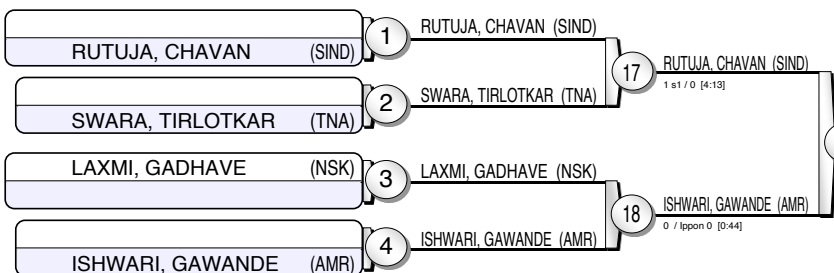 RUTUJA, CHAVAN (SIND)
1
RUTUJA, CHAVAN (SIND)
SWARA, TIRLOTKAR (TNA)
2
SWARA, TIRLOTKAR (TNA)
17
RUTUJA, CHAVAN (SIND)
1 s1 / 0 [4:13]
LAXMI, GADHAVE (NSK)
3
LAXMI, GADHAVE (NSK)
ISHWARI, GAWANDE (AMR)
4
ISHWARI, GAWANDE (AMR)
18
ISHWARI, GAWANDE (AMR)
0 / Ippon 0 [0:44]